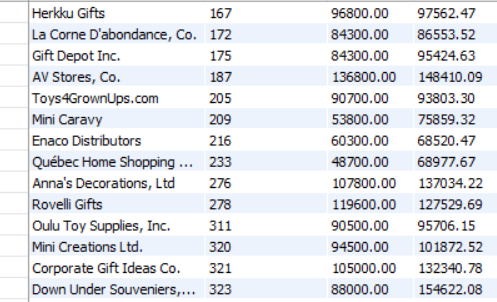 Herkku Gifts 167 96800.00 97562.47
La Corne D'abondance, Co. 172 84300.00 86553.52
Gift Depot Inc. 175 84300.00 95424.63
AV Stores, Co. 187 136800.00 148410.09
Toys4GrownUps.com 205 90700.00 93803.30
Mini Caravy 209 53800.00 75859.32
Enaco Distributors 216 60300.00 68520.47
Québec Home Shopping ... 233 48700.00 68977.67
Anna's Decorations, Ltd 276 107800.00 137034.22
Rovelli Gifts 278 119600.00 127529.69
Oulu Toy Supplies, Inc. 311 90500.00 95706.15
Mini Creations Ltd. 320 94500.00 101872.52
Corporate Gift Ideas Co. 321 105000.00 132340.78
Down Under Souveniers,... 323 88000.00 154622.08